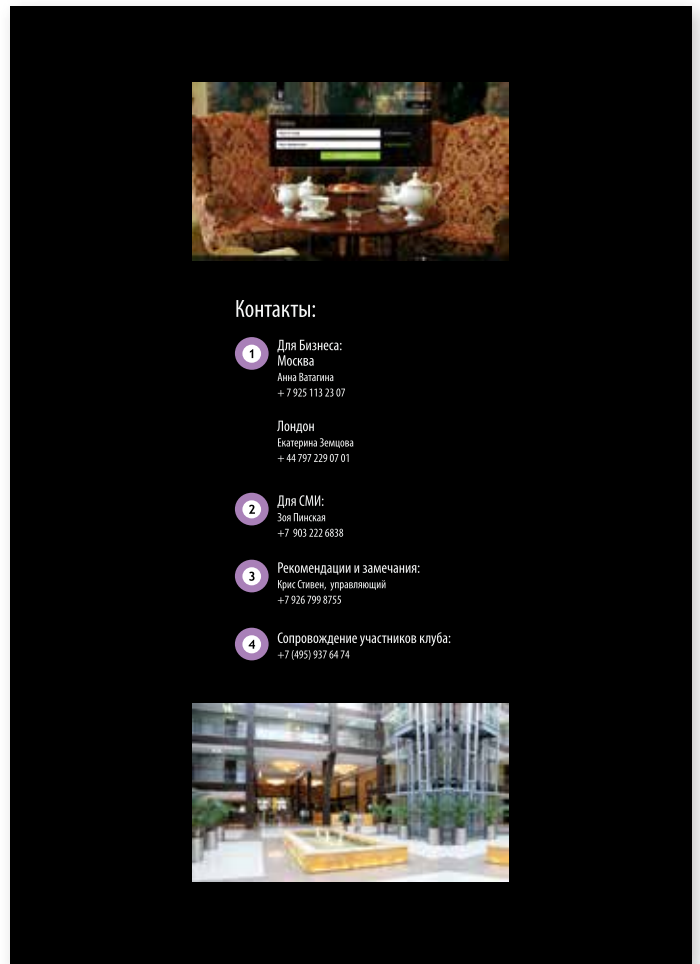 Контакты:
1
Для Бизнеса:
Москва
Анна Ватагина
+ 7 925 113 23 07
Лондон
Екатерина Земцова
+ 44 797 229 07 01
2
Для СМИ:
Зоя Пинская
+7  903 222 6838
3
Рекомендации и замечания:
Крис Стивен,  управляющий
+7 926 799 8755
4
Сопровождение участников клуба:
+7 (495) 937 64 74